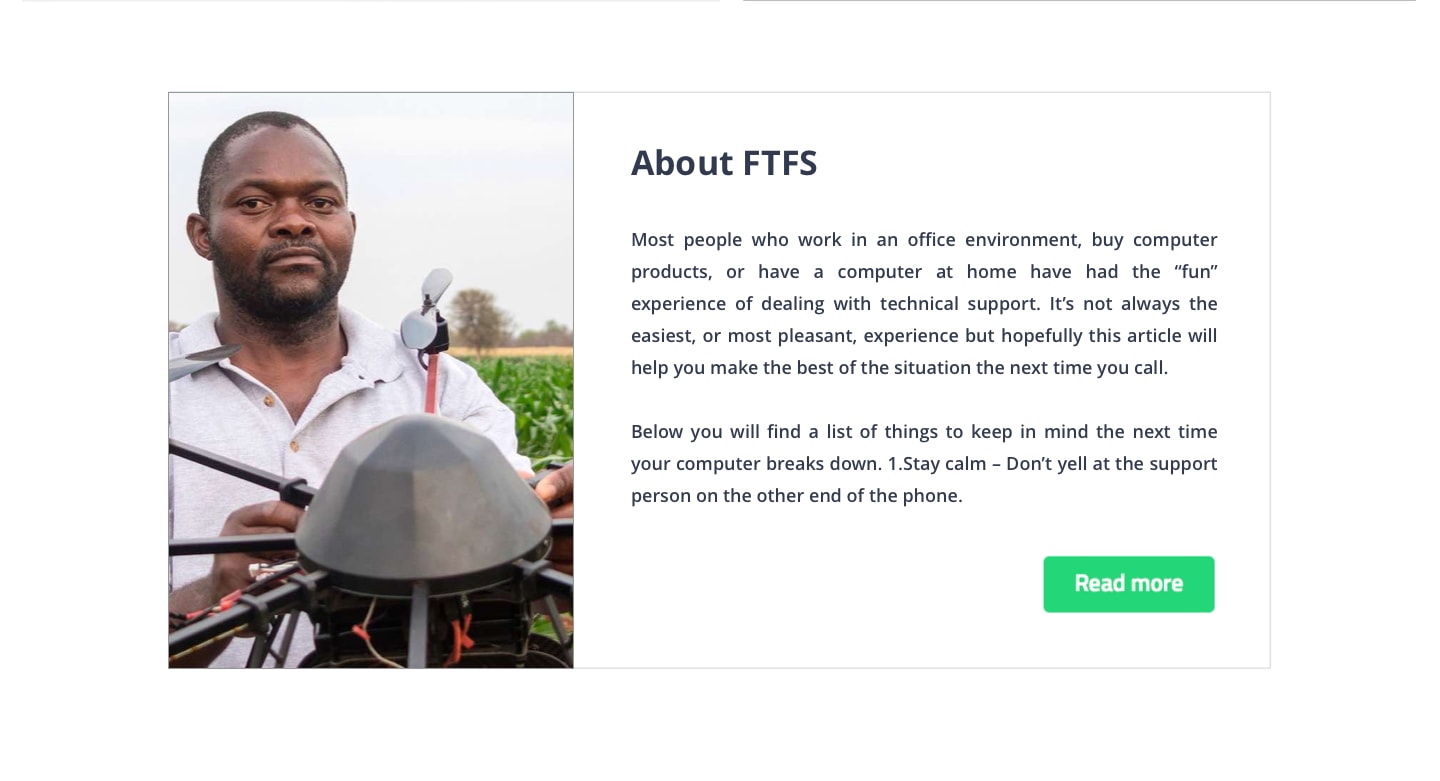 About FTFS
Most people who work in an office environment, buy computer
products, or have a computer at home have had the “fun”
experience of dealing with technical support. It’s not always the
easiest, or most pleasant, experience but hopefully this article will
help you make the best of the situation the next time you call.
Below you will find a list of things to keep in mind the next time
your computer breaks down. 1.Stay calm – Don’t yell at the support
person on the other end of the phone.
Read more